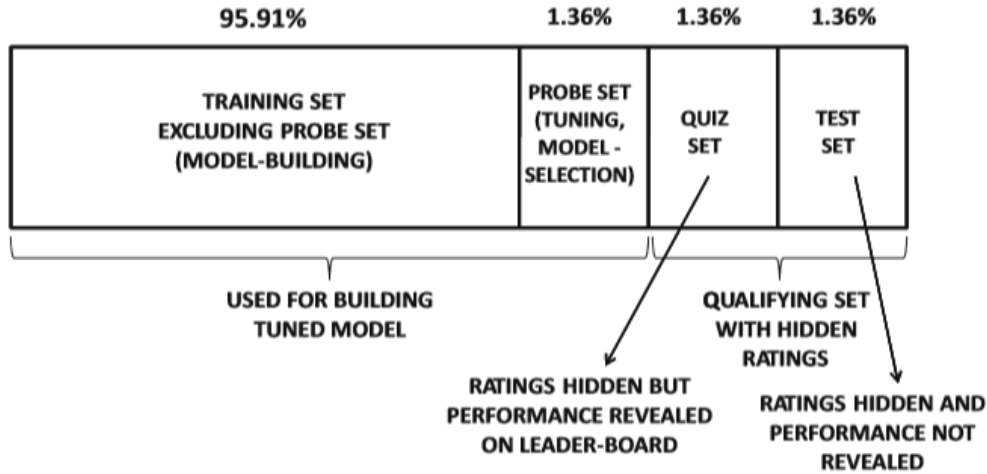 95.91% 1.36% 1.36% 1.36%
TRAINING SET
EXCLUDING PROBE SET
(MODEL-BUILDING)
PROBE SET
(TUNING,
MODEL -
SELECTION)
QUIZ
SET
TEST
SET
USED FOR BUILDING
TUNED MODEL
QUALIFYING SET
WITH HIDDEN
RATINGS
RATINGS HIDDEN BUT
PERFORMANCE REVEALED
ON LEADER-BOARD
RATINGS HIDDEN AND
PERFORMANCE NOT
REVEALED